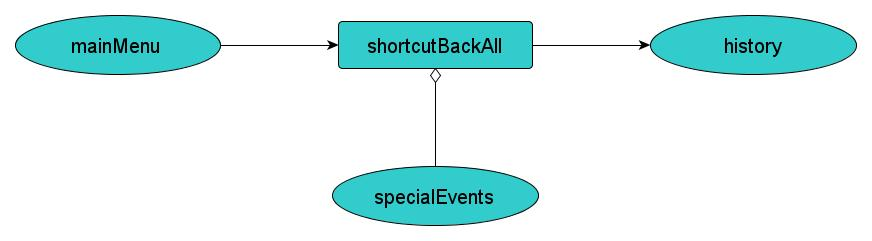 mainMenu
shortcutBackAll
history
specialEvents